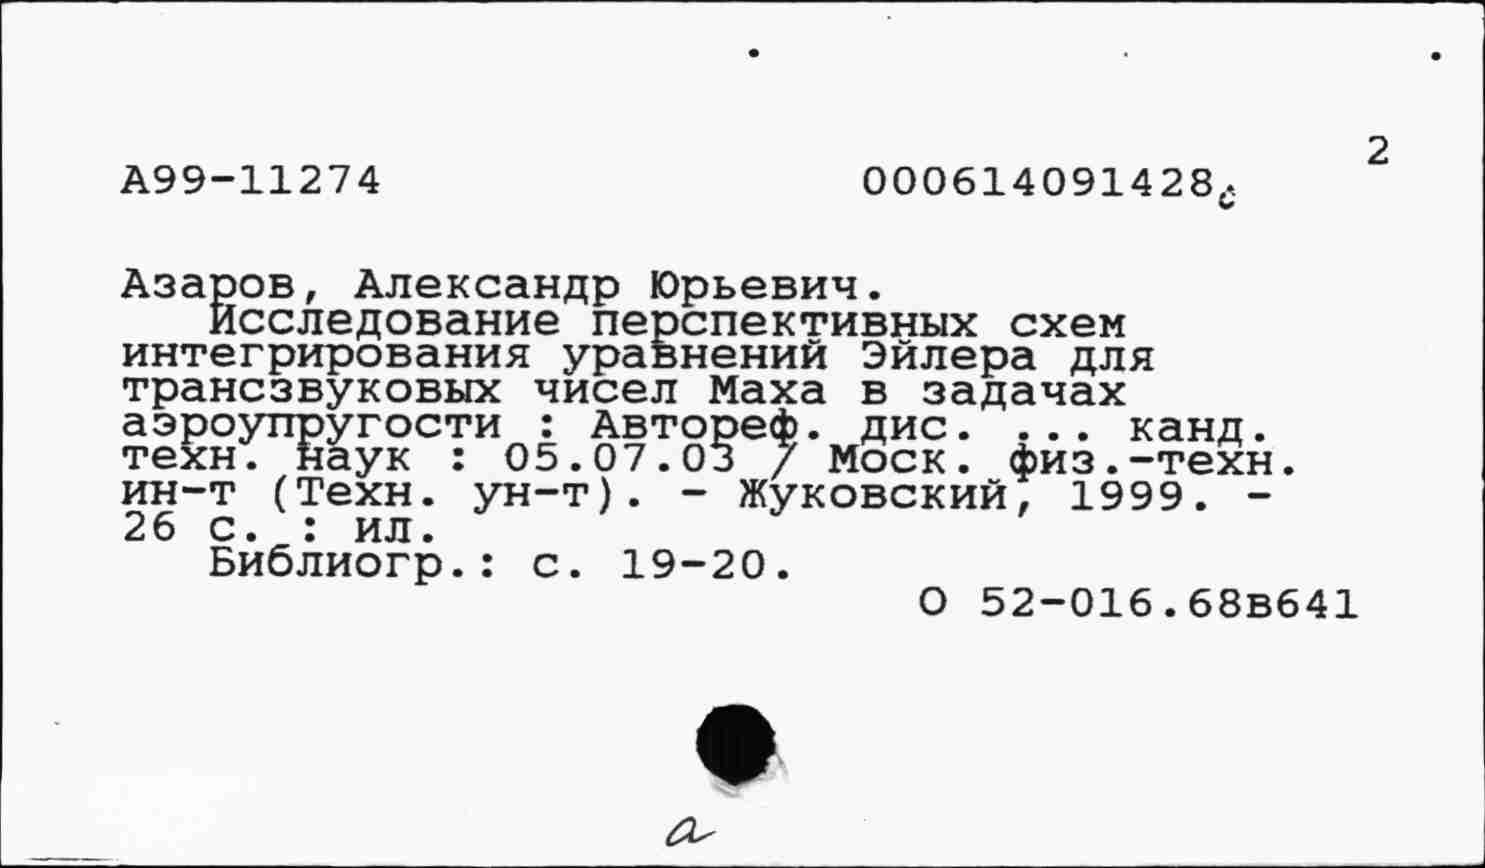 2
А99-11274 000614091428
Азаров, Александр Юрьевич.
Исследование перспективных схем
интегрирования уравнений Эйлера для
трансзвуковых чисел Маха в задачах
аэроупругости : Автореф. дис. ... канд.
техн. наук : 05.07.03 / Моск. физ.-техн.
ин-т (Техн. ун-т). - Жуковский, 1999. -
26 с. : ил.
Библиогр.: с. 19-20.
О 52-016.68в641
a